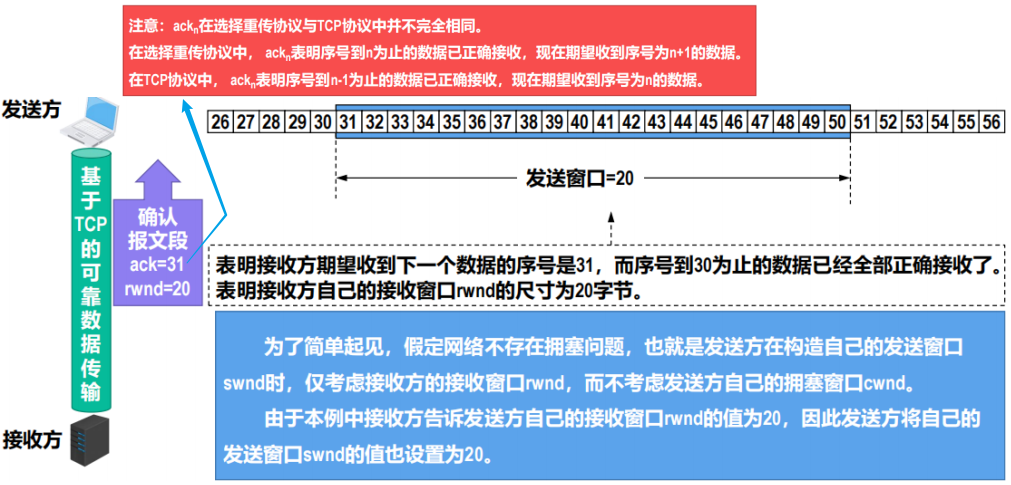 注意：ackn在选择重传协议与TCP协议中并不完全相同。
在选择重传协议中， ackn表明序号到n为止的数据已正确接收，现在期望收到序号为n+1的数据。
在TCP协议中， ackn表明序号到n-1为止的数据已正确接收，现在期望收到序号为n的数据。
发送方
26 27 28 29 30 31 32 33 34 35 36 37 38 39 40 41 42 43 44 45 46 47 48 49 50 51 52 53 54 55 56
发送窗口=20
基于TCP的可靠数据传输
确认
报文段
ack=31
rwnd=20
表明接收方期望收到下一个数据的序号是31，而序号到30为止的数据已经全部正确接收了。
表明接收方自己的接收窗口rwnd的尺寸为20字节。
为了简单起见，假定网络不存在拥塞问题，也就是发送方在构造自己的发送窗口
swnd时，仅考虑接收方的接收窗口rwnd，而不考虑发送方自己的拥塞窗口cwnd。
由于本例中接收方告诉发送方自己的接收窗口rwnd的值为20，因此发送方将自己的
发送窗口swnd的值也设置为20。
接收方